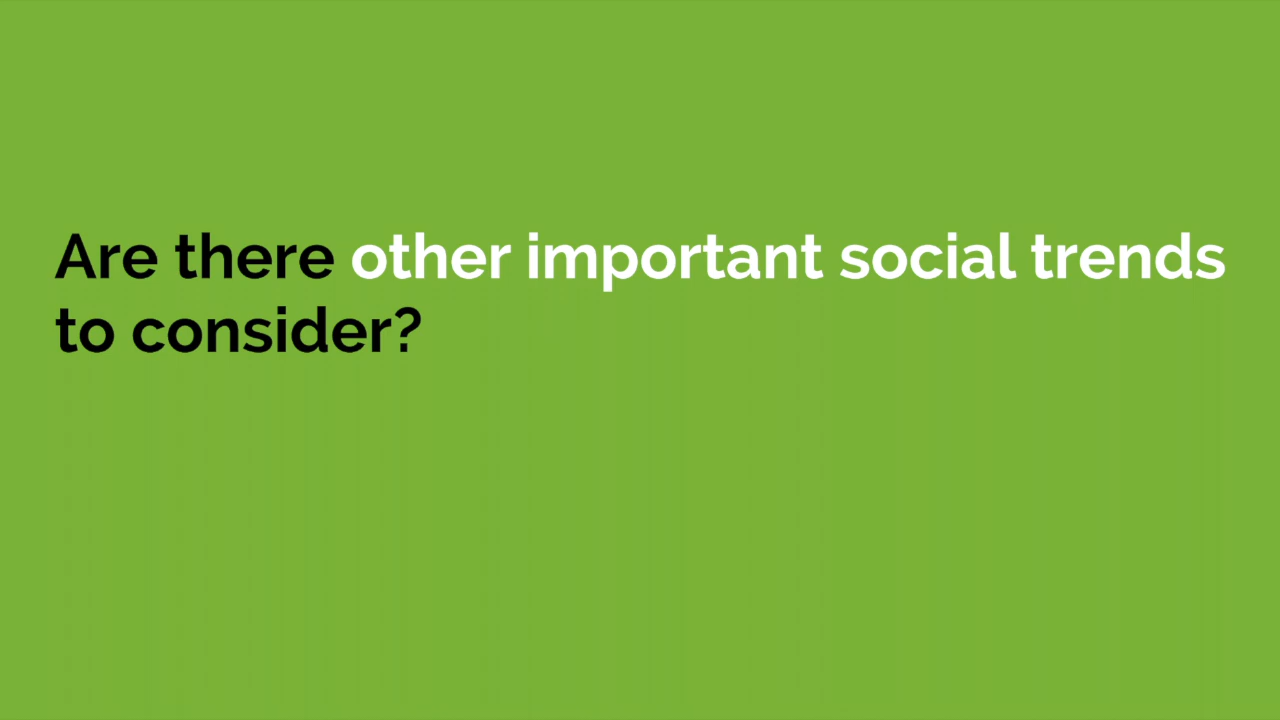 Are there other important social trends
to consider?